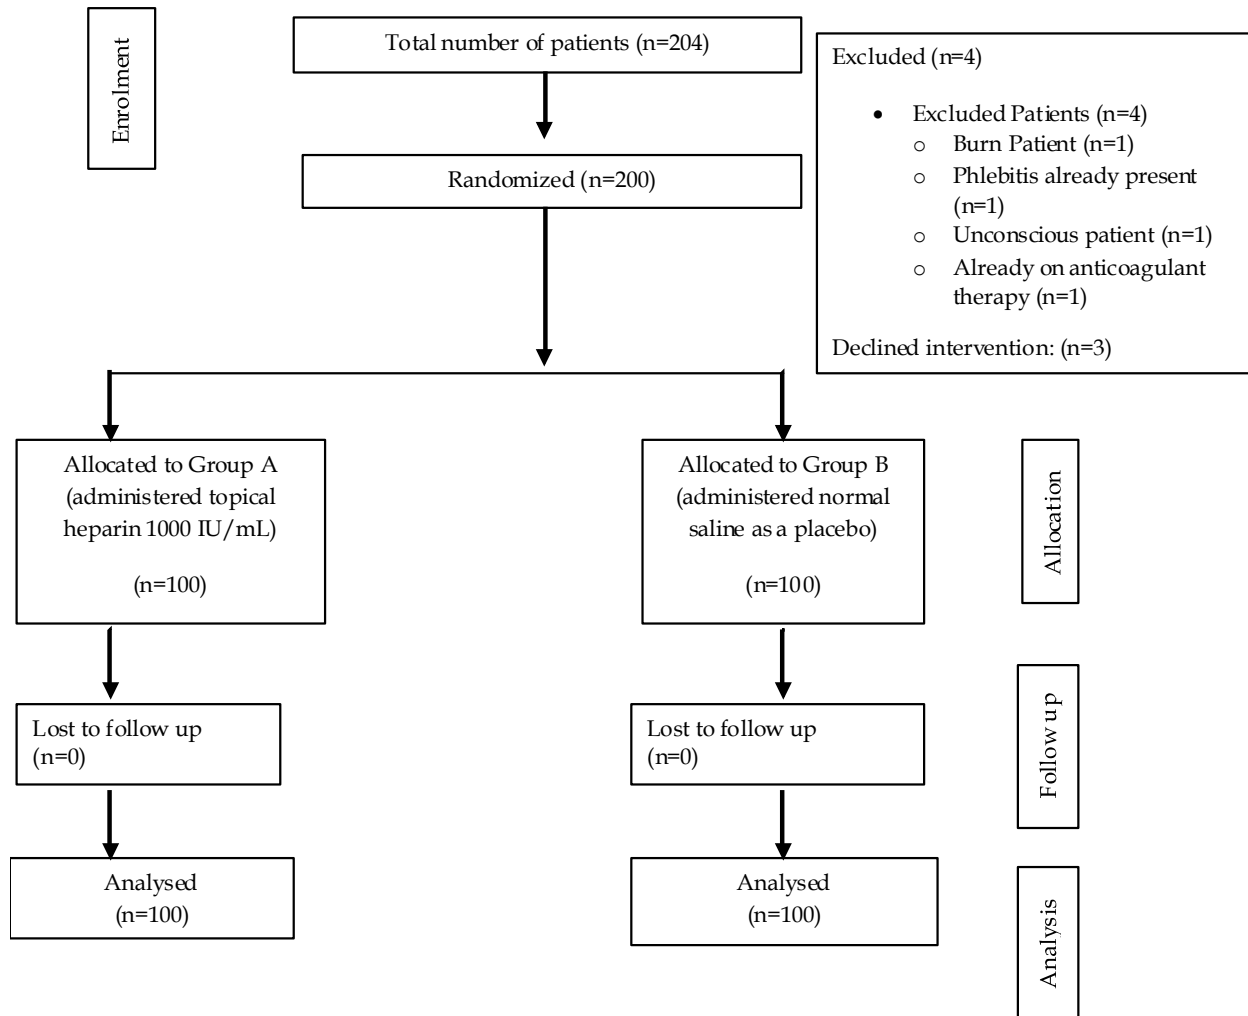 Enrolment
Total number of patients (n=204)
Excluded (n=4)
• Excluded Patients (n=4)
o Burn Patient (n=1)
o Phlebitis already present
(n=1)
o Unconscious patient (n=1)
o Already on anticoagulant
therapy (n=1)
Declined intervention: (n=3)
Randomized (n=200)
Allocated to Group A
(administered topical
heparin 1000 IU/mL)
(n=100)
Allocated to Group B
(administered normal
saline as a placebo)
(n=100)
Allocation
Lost to follow up
(n=0)
Lost to follow up
(n=0)
Follow up
Analysed
(n=100)
Analysed
(n=100)
Analysis